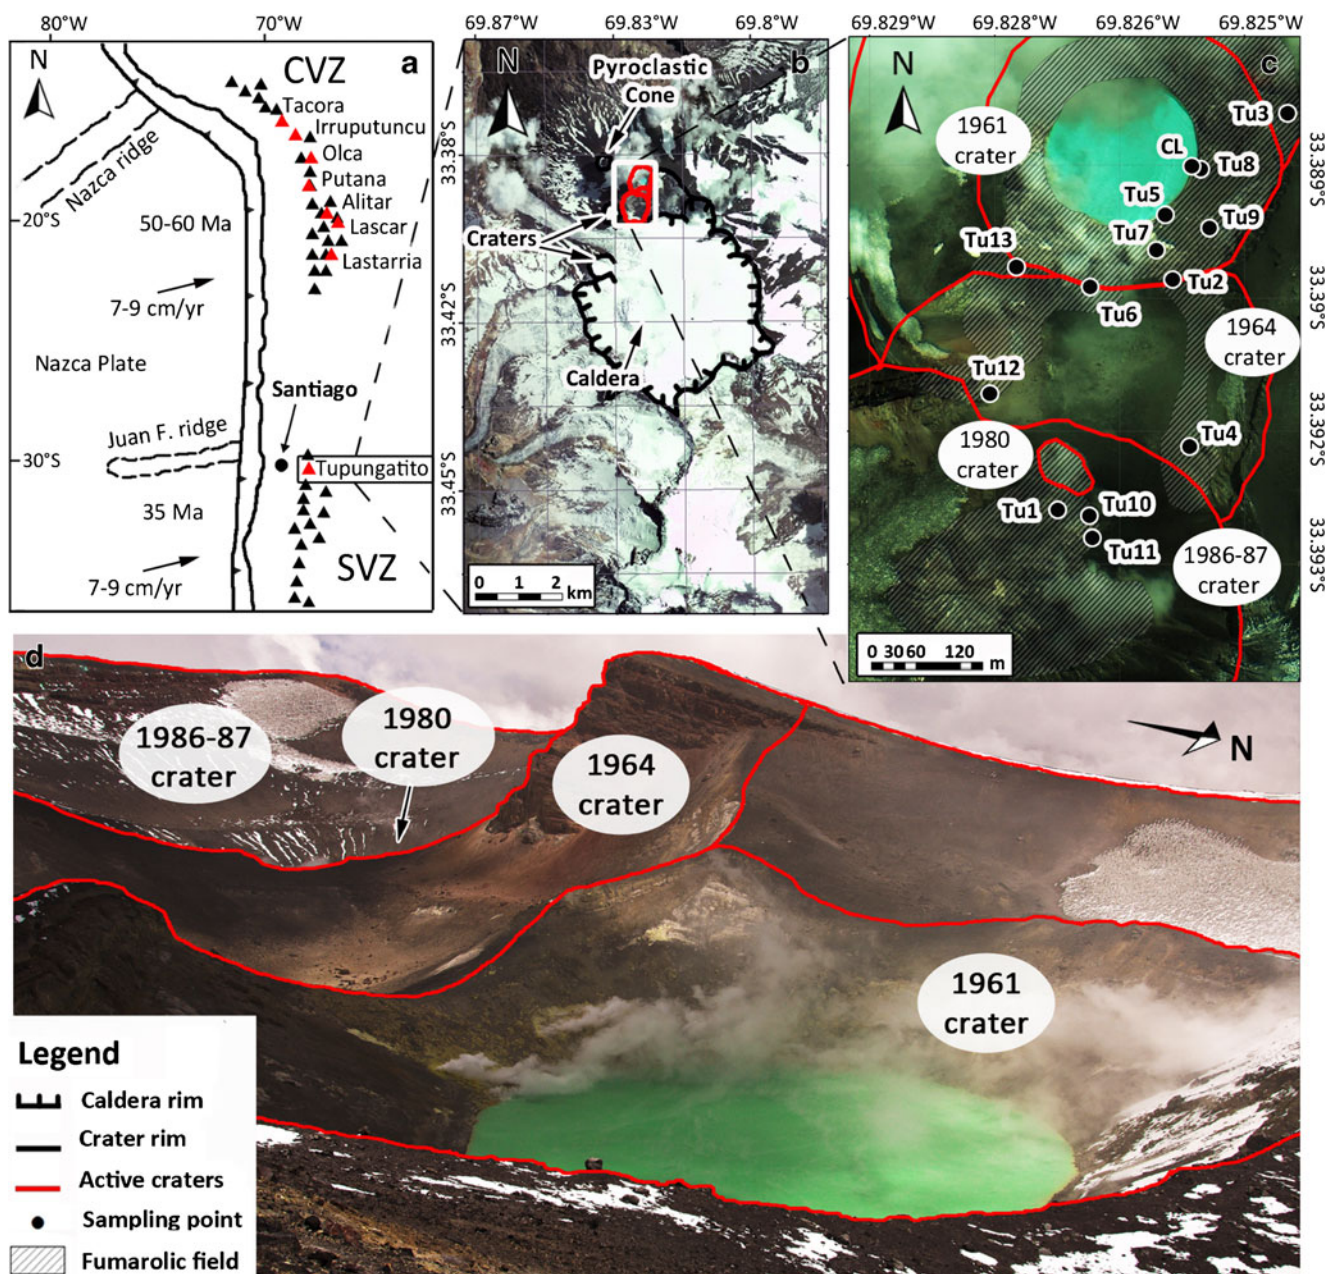 80°W
70°W
N
a
CVZ
Tacora
Irruputuncu
Olca
Putana
Alitar
Lascar
Lastarria
Nazca ridge
20°S
50-60 Ma
7-9 cm/yr
Nazca Plate
Santiago
Juan F. ridge
30°S
Tupungatito
35 Ma
SVZ
7-9 cm/yr
69.87°W
69.83°W
69.8°W
N
b
Pyroclastic
Cone
33.38°S
Craters
33.42°S
Caldera
33.45°S
0 1 2
km
69.829°W
69.828°W
69.826°W
69.825°W
N
c
1961
crater
Tu3
CL
Tu8
33.389°S
Tu5
Tu9
Tu7
Tu13
Tu2
33.39°S
Tu6
1964
crater
Tu12
1980
crater
Tu4
33.392°S
Tu1
Tu10
Tu11
1986-87
crater
33.393°S
0 30 60 120
m
d
1986-87
crater
1980
crater
1964
crater
N
1961
crater
Legend
Caldera rim
Crater rim
Active craters
Sampling point
Fumarolic field